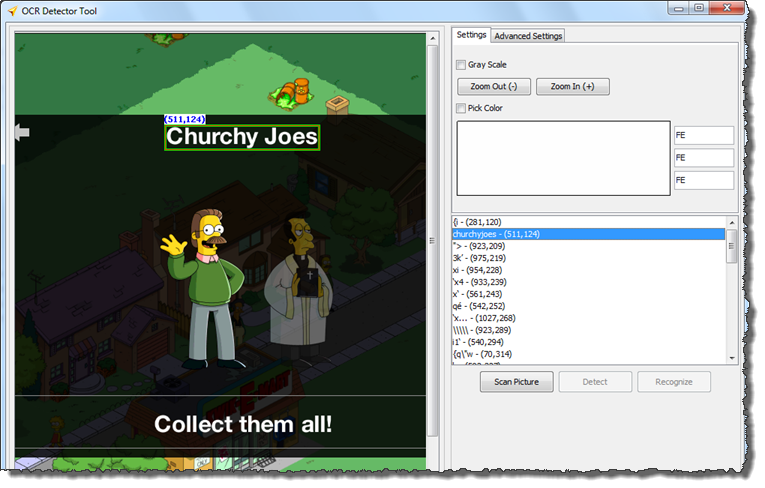 OCR Detector Tool
Settings
Advanced Settings
Gray Scale
Zoom Out (-)
Zoom In (+)
Pick Color
FE
FE
FE
(511,124)
Churchy Joes
Collect them all!
{i - (281,120)
churchyjoes - (511,124)
"> - (923,209)
3k' - (975,219)
xi - (954,228)
'x4 - (933,239)
x' - (561,243)
qé - (542,252)
'x... - (1027,268)
\\\\\ - (923,289)
i1' - (540,294)
{q\"w - (70,314)
Scan Picture
Detect
Recognize